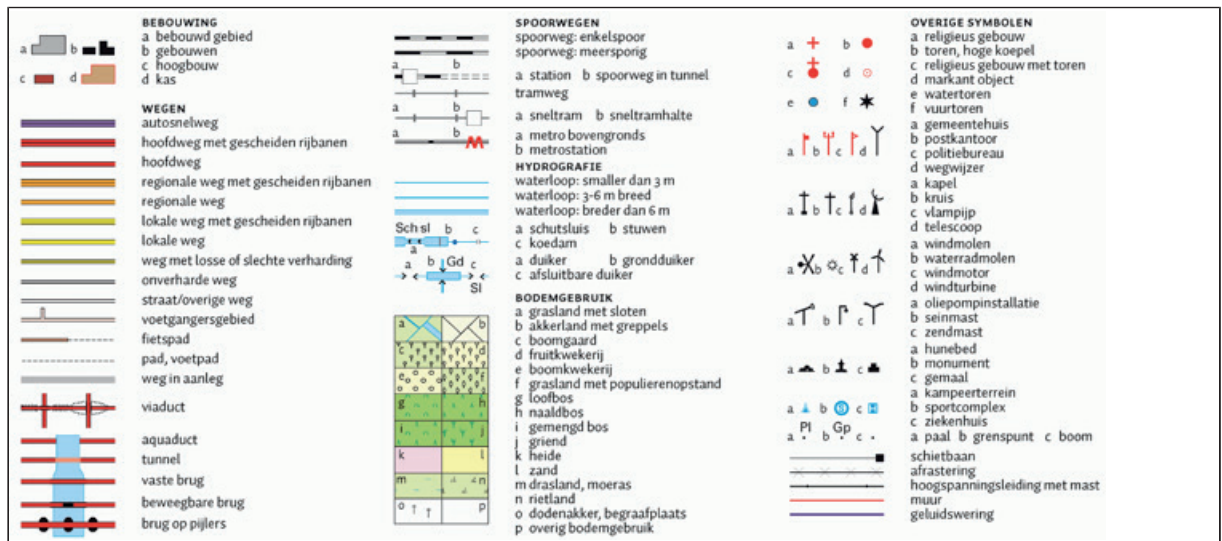 BEBOUWING
a bebouwd gebied
a b
b gebouwen
c hoogbouw
c d
d kas
WEGEN
autosnelweg
hoofdweg met gescheiden rijbanen
hoofdweg
regionale weg met gescheiden rijbanen
regionale weg
lokale weg met gescheiden rijbanen
lokale weg
weg met losse of slechte verharding
onverharde weg
straat/overige weg
voetgangersgebied
fietspad
pad, voetpad
weg in aanleg
viaduct
aquaduct
tunnel
vaste brug
beweegbare brug
brug op pijlers
SPOORWEGEN
spoorweg: enkelspoor
spoorweg: meersporig
a b
a station b spoorweg in tunnel
tramweg
a b
a sneltram b sneltramhalte
a b
a metro bovengronds
b metrostation
HYDROGRAFIE
waterloop: smaller dan 3 m
waterloop: 3-6 m breed
waterloop: breder dan 6 m
Sch sl b c
a
a schutsluis b stuwen
c koedam
a b Gd c
Sl
a duiker b grondduiker
c afsluitbare duiker
BODEMGEBRUIK
a b
c d
e f
g h
i j
k l
m n
o p
a grasland met sloten
b akkerland met greppels
c boomgaard
d fruitkwekerij
e boomkwekerij
f grasland met populierenopstand
g loofbos
h naaldbos
i gemengd bos
j griend
k heide
l zand
m drasland, moeras
n rietland
o dodenakker, begraafplaats
p overig bodemgebruik
OVERIGE SYMBOLEN
a b
c d
e f
a religieus gebouw
b toren, hoge koepel
c religieus gebouw met toren
d markant object
e watertoren
f vuurtoren
a b c d
a gemeentehuis
b postkantoor
c politiebureau
d wegwijzer
a b c d
a kapel
b kruis
c vlampijp
d telescoop
a b c d
a windmolen
b waterradmolen
c windmotor
d windturbine
a b c
a oliepompinstallatie
b seinmast
c zendmast
a b c
a hunebed
b monument
c gemaal
a b S c H
a kampeerterrein
b sportcomplex
c ziekenhuis
Pl Gp
a b c
a paal b grenspunt c boom
schietbaan
afrastering
hoogspanningsleiding met mast
muur
geluidswering